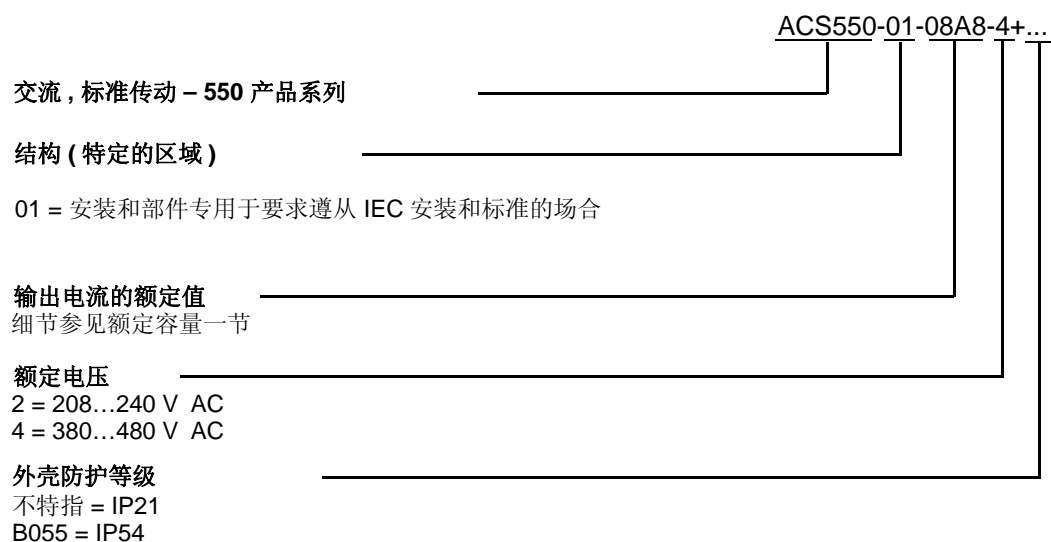 ACS550-01-08A8-4+...
交流 , 标准传动 – 550 产品系列
结构 ( 特定的区域 )
01 = 安装和部件专用于要求遵从 IEC 安装和标准的场合
输出电流的额定值
细节参见额定容量一节
额定电压
2 = 208…240 V AC
4 = 380…480 V AC
外壳防护等级
不特指 = IP21
B055 = IP54